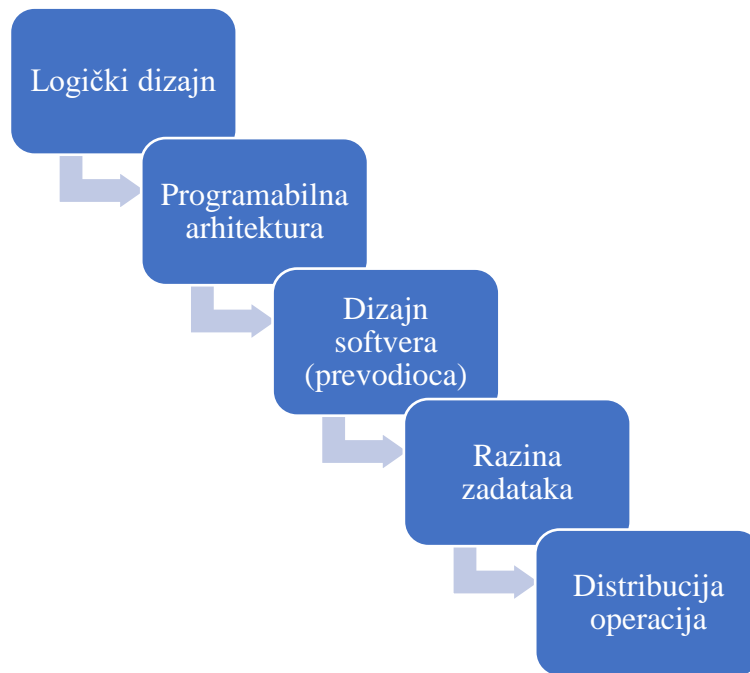 Logički dizajn
Programabilna
arhitektura
Dizajn
softvera
(prevodioca)
Razina
zadataka
Distribucija
operacija